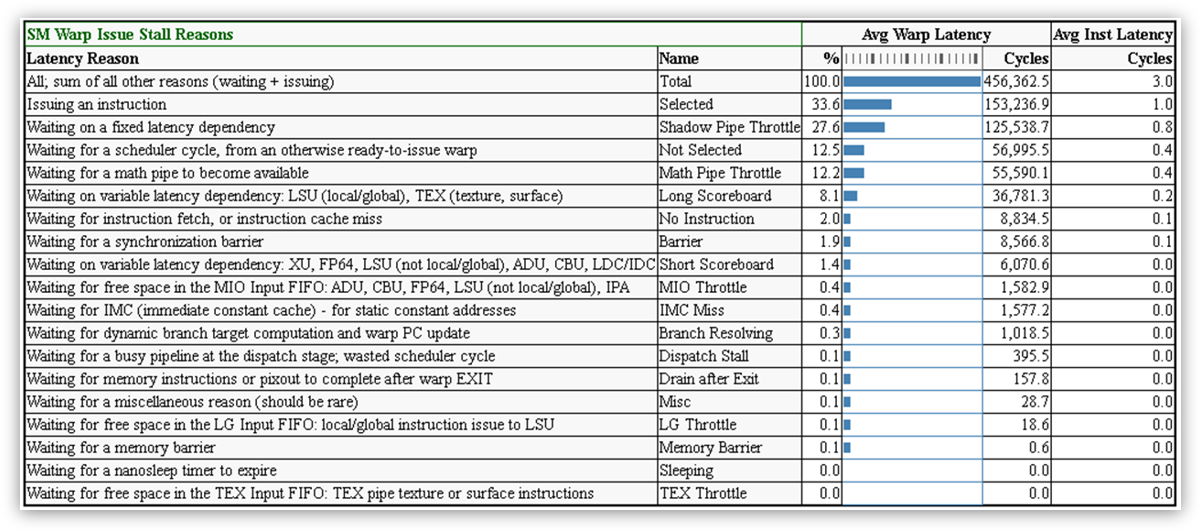 SM Warp Issue Stall Reasons Avg Warp Latency Avg Inst Latency
Latency Reason Name % Cycles Cycles
All; sum of all other reasons (waiting + issuing) Total 100.0 456,362.5 3.0
Issuing an instruction Selected 33.6 153,236.9 1.0
Waiting on a fixed latency dependency Shadow Pipe Throttle 27.6 125,538.7 0.8
Waiting for a scheduler cycle, from an otherwise ready-to-issue warp Not Selected 12.5 56,995.5 0.4
Waiting for a math pipe to become available Math Pipe Throttle 12.2 55,590.1 0.4
Waiting on variable latency dependency: LSU (local/global), TEX (texture, surface) Long Scoreboard 8.1 36,781.3 0.2
Waiting for instruction fetch, or instruction cache miss No Instruction 2.0 8,834.5 0.1
Waiting for a synchronization barrier Barrier 1.9 8,566.8 0.1
Waiting on variable latency dependency: XU, FP64, LSU (not local/global), ADU, CBU, LDC/IDC Short Scoreboard 1.4 6,070.6 0.0
Waiting for free space in the MIO Input FIFO: ADU, CBU, FP64, LSU (not local/global), IPA MIO Throttle 0.4 1,582.9 0.0
Waiting for IMC (immediate constant cache) - for static constant addresses IMC Miss 0.4 1,577.2 0.0
Waiting for dynamic branch target computation and warp PC update Branch Resolving 0.3 1,018.5 0.0
Waiting for a busy pipeline at the dispatch stage; wasted scheduler cycle Dispatch Stall 0.1 395.5 0.0
Waiting for memory instructions or pixout to complete after warp EXIT Drain after Exit 0.1 157.8 0.0
Waiting for a miscellaneous reason (should be rare) Misc 0.1 28.7 0.0
Waiting for free space in the LG Input FIFO: local/global instruction issue to LSU LG Throttle 0.1 18.6 0.0
Waiting for a memory barrier Memory Barrier 0.1 0.6 0.0
Waiting for a nanosleep timer to expire Sleeping 0.0 0.0 0.0
Waiting for free space in the TEX Input FIFO: TEX pipe texture or surface instructions TEX Throttle 0.0 0.0 0.0